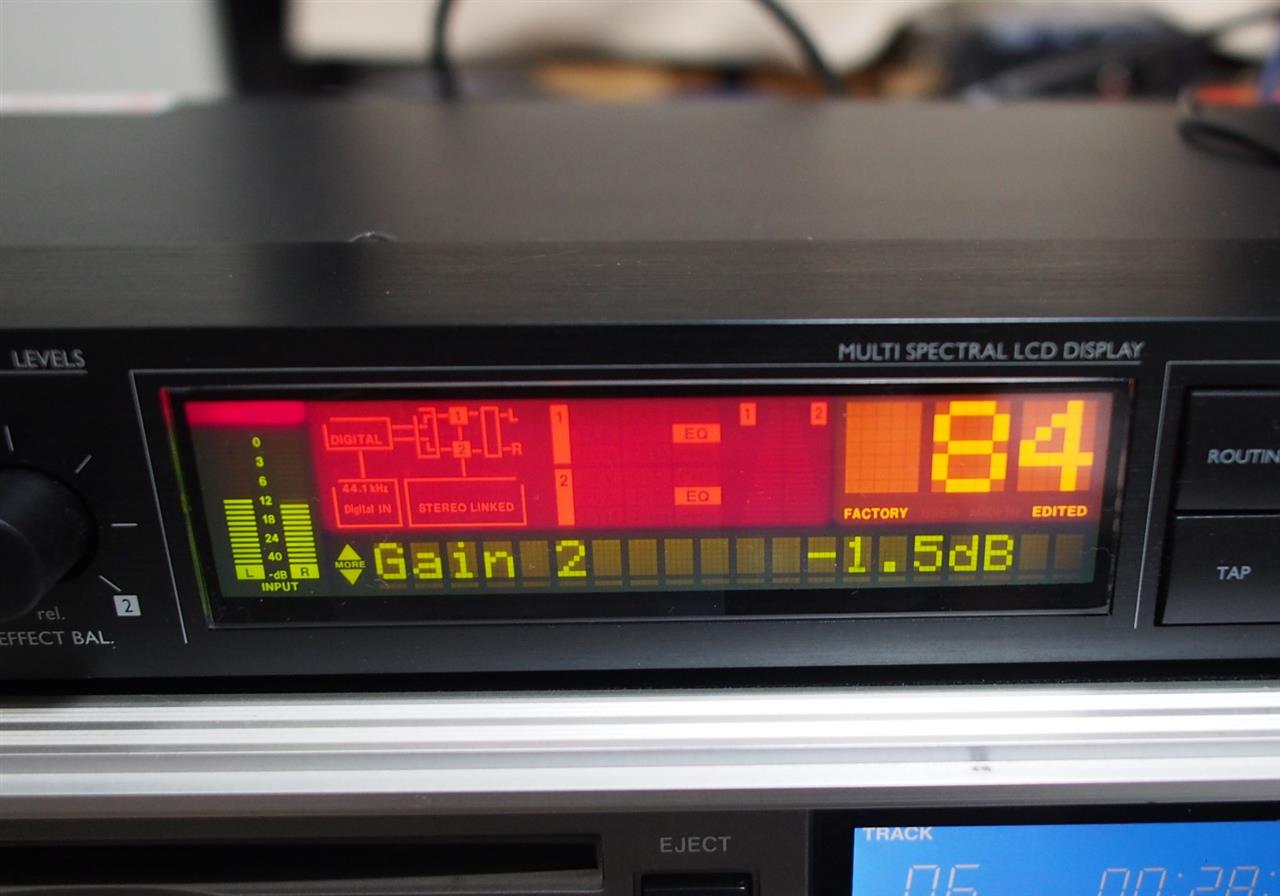 LEVELS
MULTI SPECTRAL LCD DISPLAY
0
3
6
12
18
24
40
-dB
L R
INPUT
DIGITAL
1 L
2 R
44.1 kHz
Digital IN
STEREO LINKED
1
2
EQ
EQ
1 2
84
FACTORY
EDITED
MORE
Gain 2 -1.5dB
rel.
2
EFFECT BAL.
ROUTIN
TAP
EJECT
TRACK
06